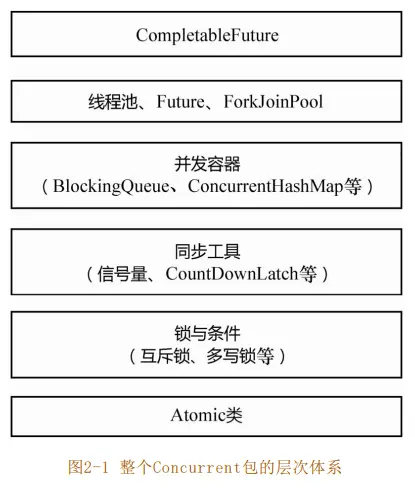 CompletableFuture
线程池、Future、ForkJoinPool
并发容器
（BlockingQueue、ConcurrentHashMap等）
同步工具
（信号量、CountDownLatch等）
锁与条件
（互斥锁、多写锁等）
Atomic类
图2-1 整个Concurrent包的层次体系